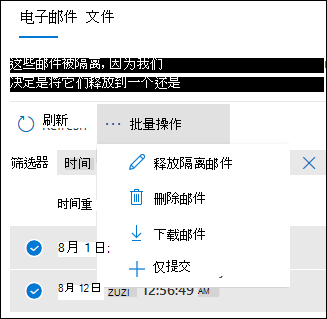 电子邮件 文件
这些邮件被隔离，因为我们
决定是将它们释放到一个还是
刷新 ··· 批量操作
筛选器 时间
释放隔离邮件
时间重 删除邮件
下载邮件
8月 1日: 仅提交
8月 12日 ZUZI 12:56:49 AM